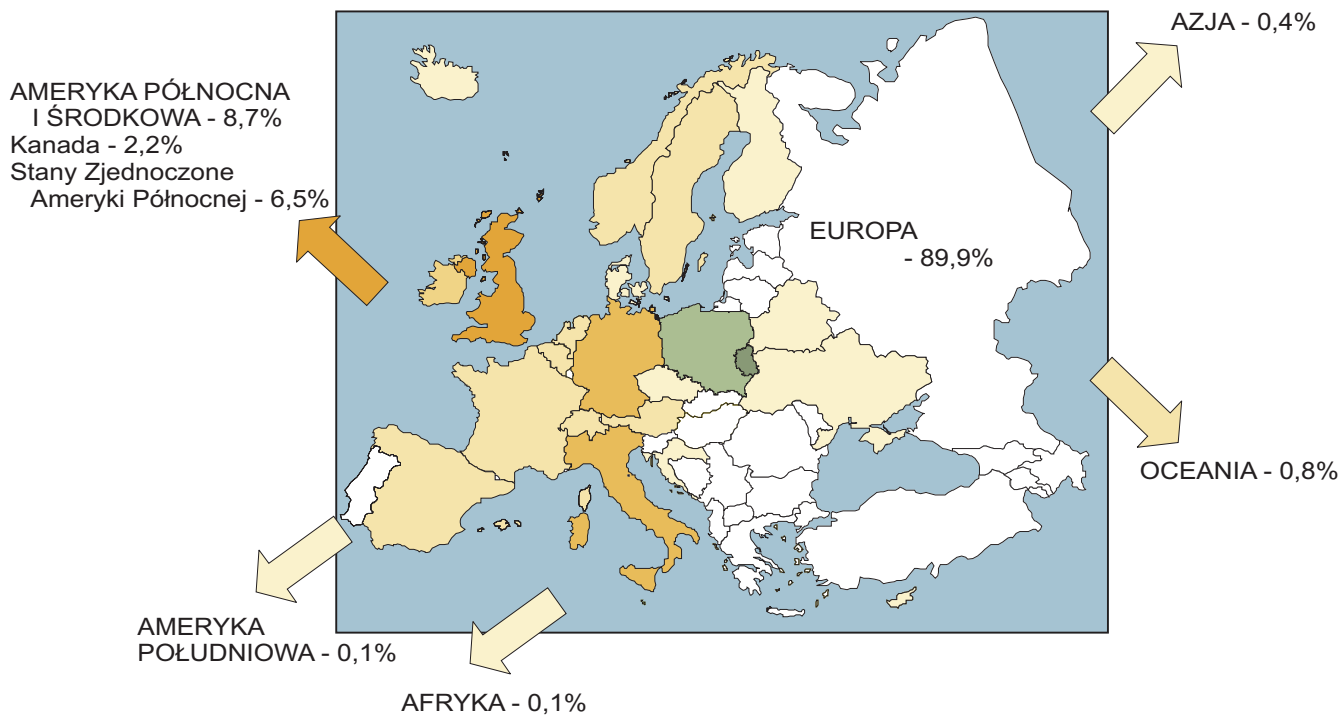 AZJA - 0,4%
AMERYKA PÓŁNOCNA
I ŚRODKOWA - 8,7%
Kanada - 2,2%
Stany Zjednoczone
Ameryki Północnej - 6,5%
EUROPA
- 89,9%
OCEANIA - 0,8%
AMERYKA
POŁUDNIOWA - 0,1%
AFRYKA - 0,1%